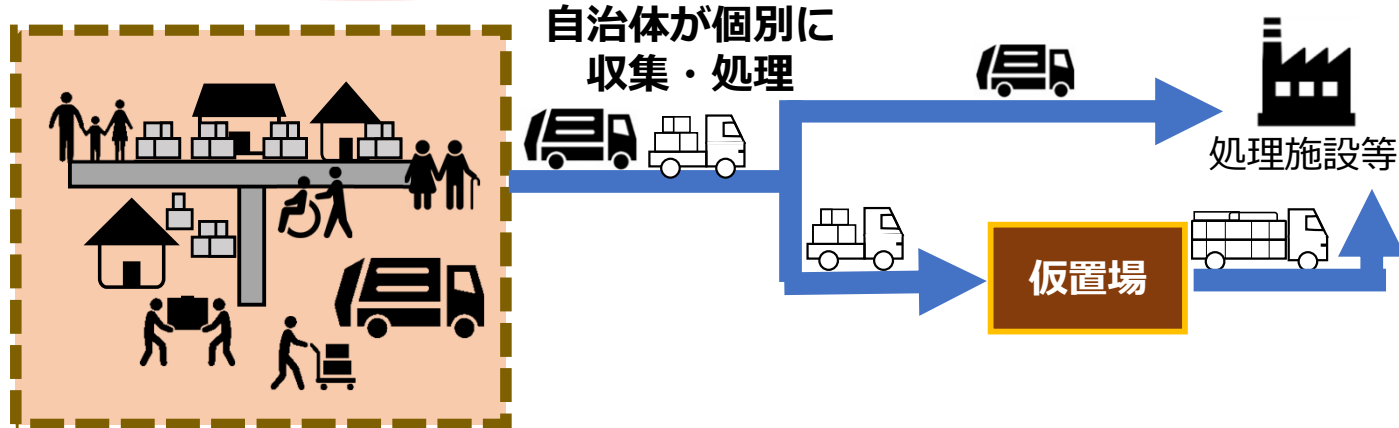 自治体が個別に
収集・処理
処理施設等
仮置場